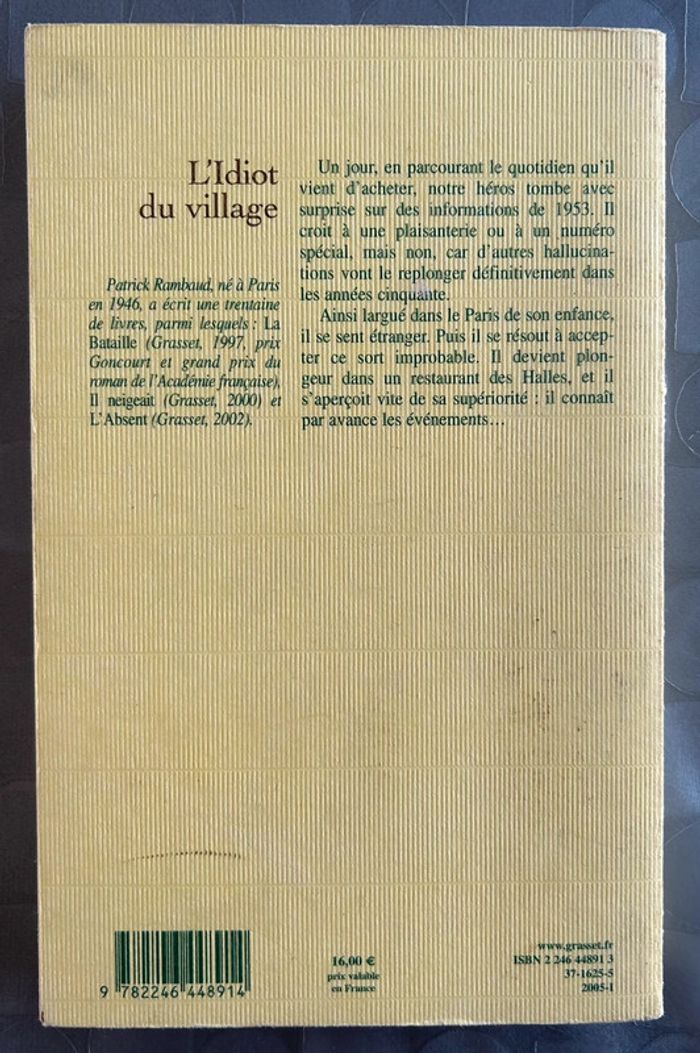 L'Idiot
du village
Patrick Rambaud, né à Paris
en 1946, a écrit une trentaine
de livres, parmi lesquels : La
Bataille (Grasset, 1997, prix
Goncourt et grand prix du
roman de l'Académie française),
Il neigeait (Grasset, 2000) et
L'Absent (Grasset, 2002).
Un jour, en parcourant le quotidien qu'il
vient d'acheter, notre héros tombe avec
surprise sur des informations de 1953. Il
croit à une plaisanterie ou à un numéro
spécial, mais non, car d'autres hallucina-
tions vont le replonger définitivement dans
les années cinquante.
Ainsi largué dans le Paris de son enfance,
il se sent étranger. Puis il se résout à accep-
ter ce sort improbable. Il devient plon-
geur dans un restaurant des Halles, et il
s'aperçoit vite de sa supériorité : il connaît
par avance les événements...
9 782246 448914
16,00 €
prix valable
en France
www.grasset.fr
ISBN 2 246 44891 3
37-1625-5
2005-I